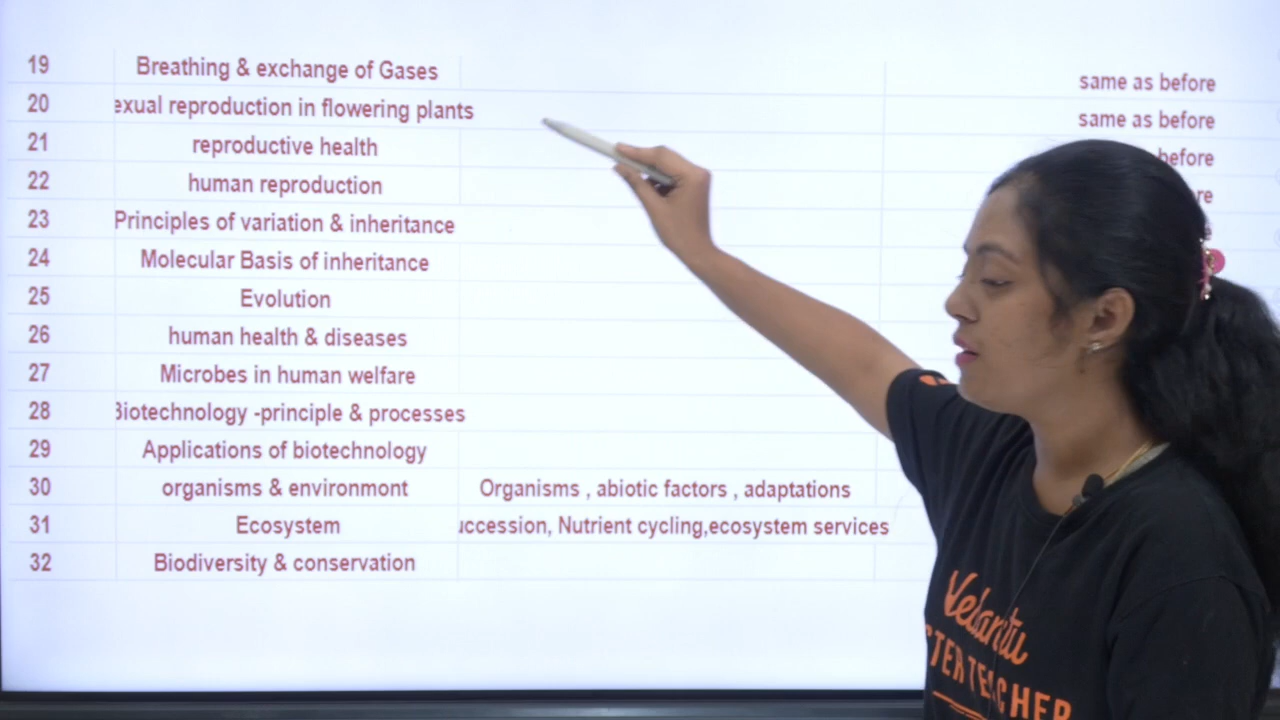 19 Breathing & exchange of Gases same as before
20 exual reproduction in flowering plants same as before
21 reproductive health before
22 human reproduction re
23 Principles of variation & inheritance
24 Molecular Basis of inheritance
25 Evolution
26 human health & diseases
27 Microbes in human welfare
28 Biotechnology -principle & processes
29 Applications of biotechnology
30 organisms & environmont Organisms , abiotic factors , adaptations
31 Ecosystem uccession, Nutrient cycling,ecosystem services
32 Biodiversity & conservation
Vedantu
STER TEACHER